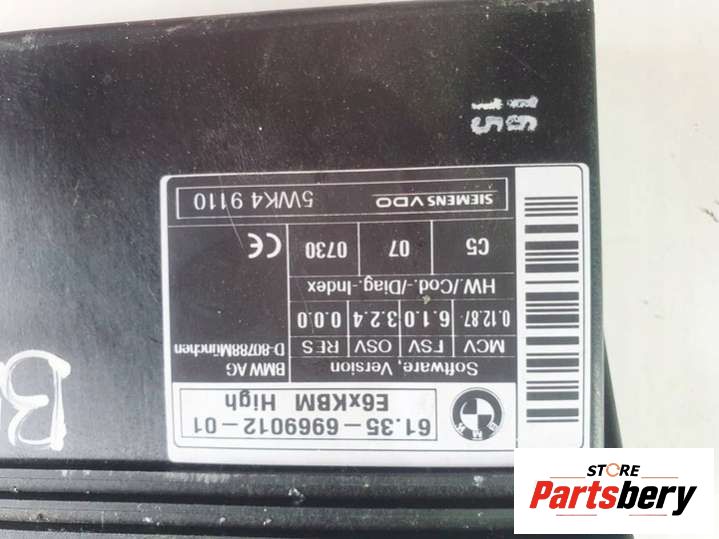 61.35-6969012-01
E6xKBM High
Software, Version
MCV FSV OSV RES
0.12.87 6.1.0 3.2.4 0.0.0
BMW AG
D-80788München
HW./Cod.-/Diag.-Index
C5 07 0730
CE
SIEMENS VDO 5WK4 9110
BMW
STORE
Partsbery